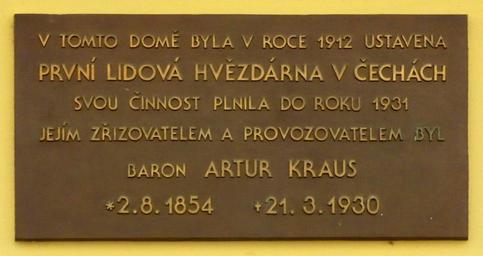 V TOMTO DOMĚ BYLA V ROCE 1912 USTAVENA
PRVNÍ LIDOVÁ HVĚZDÁRNA V ČECHÁCH
SVOU ČINNOST PLNILA DO ROKU 1931
JEJÍM ZŘIZOVATELEM A PROVOZOVATELEM BYL
BARON ARTUR KRAUS
*2.8.1854 +21.3.1930